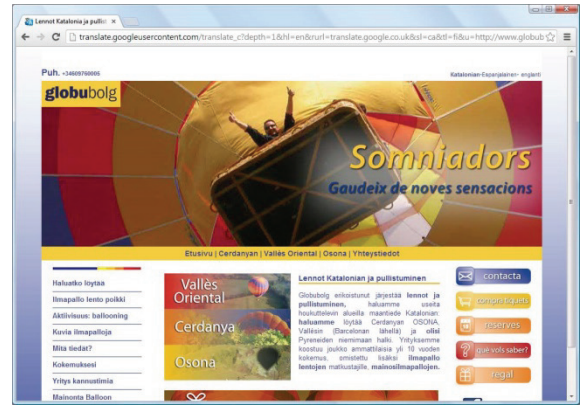 Lennot Katalonia ja pullist
translate.googleusercontent.com/translate_c?depth=1&hl=en&rurl=translate.google.co.uk&sl=ca&tl=fi&u=http://www.globub
Puh. +34609760005
Katalonian-Espanjalainen- englanti
globubolg
Somniadors
Gaudeix de noves sensacions
Etusivu | Cerdanyan | Vallès Oriental | Osona | Yhteystiedot
Haluatko löytää
Ilmapallo lento poikki
Aktiivisuus: ballooning
Kuvia ilmapalloja
Mitä tiedät?
Kokemuksesi
Yritys kannustimia
Mainonta Balloon
Vallès
Oriental
Cerdanya
Osona
Lennot Katalonian ja pullistuminen
Globubolg erikoistunut järjestää lennot ja
pullistuminen, haluamme useita
houkuttelevin alueilla maantiede Katalonian:
haluamme löytää Cerdanyan OSONA,
Vallèsin (Barcelonan lähellä) ja olisi
Pyreneiden niemimaan halki. Yrityksemme
koostuu joukko ammattilaisia yli 10 vuoden
kokemus, omistettu lisäksi ilmapallo
lentojen matkustajille, mainosilmapallojen.
contacta
compra tiquets
reserves
què vols saber?
regal